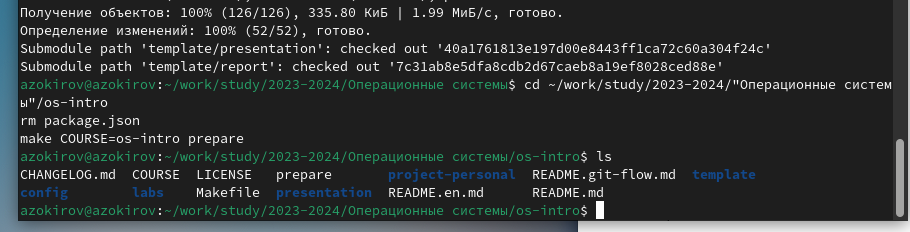 Получение объектов: 100% (126/126), 335.80 КиБ | 1.99 МиБ/с, готово.
Определение изменений: 100% (52/52), готово.
Submodule path 'template/presentation': checked out '40a1761813e197d00e8443ff1ca72c60a304f24c'
Submodule path 'template/report': checked out '7c31ab8e5dfa8cdb2d67caeb8a19ef8028ced88e'
azokirov@azokirov:~/work/study/2023-2024/Операционные системы$ cd ~/work/study/2023-2024/"Операционные систем
ы"/os-intro
rm package.json
make COURSE=os-intro prepare
azokirov@azokirov:~/work/study/2023-2024/Операционные системы/os-intro$ ls
CHANGELOG.md COURSE LICENSE prepare project-personal README.git-flow.md template
config labs Makefile presentation README.en.md README.md
azokirov@azokirov:~/work/study/2023-2024/Операционные системы/os-intro$